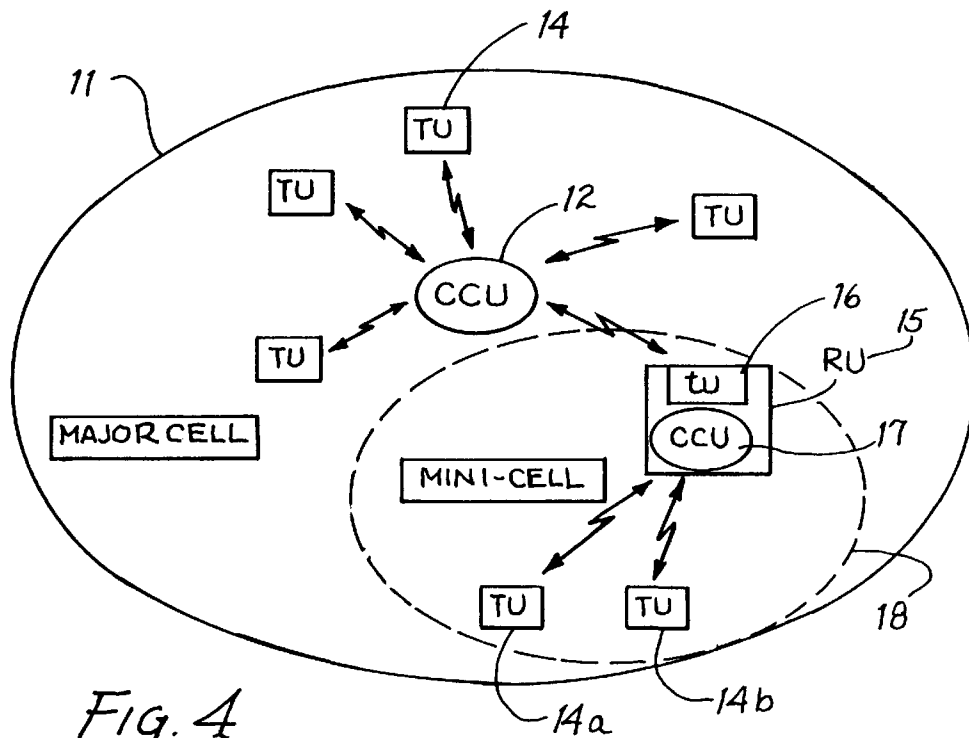 14
11
TU
TU
12
TU
CCU
16
15
TU
RU
tu
MAJOR CELL
CCU
17
MINI-CELL
TU
TU
18
14a
14b
FIG. 4